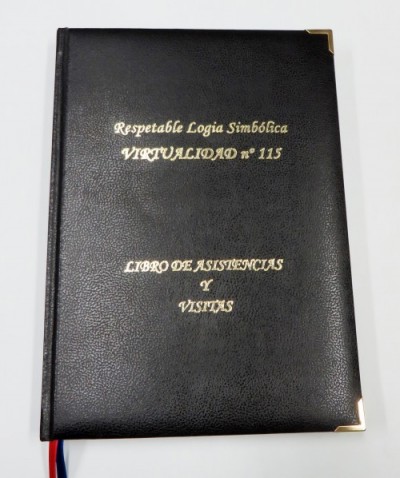 Respetable Logia Simbólica
VIRTUALIDAD nº 115
LIBRO DE ASISTENCIAS
Y
VISITAS